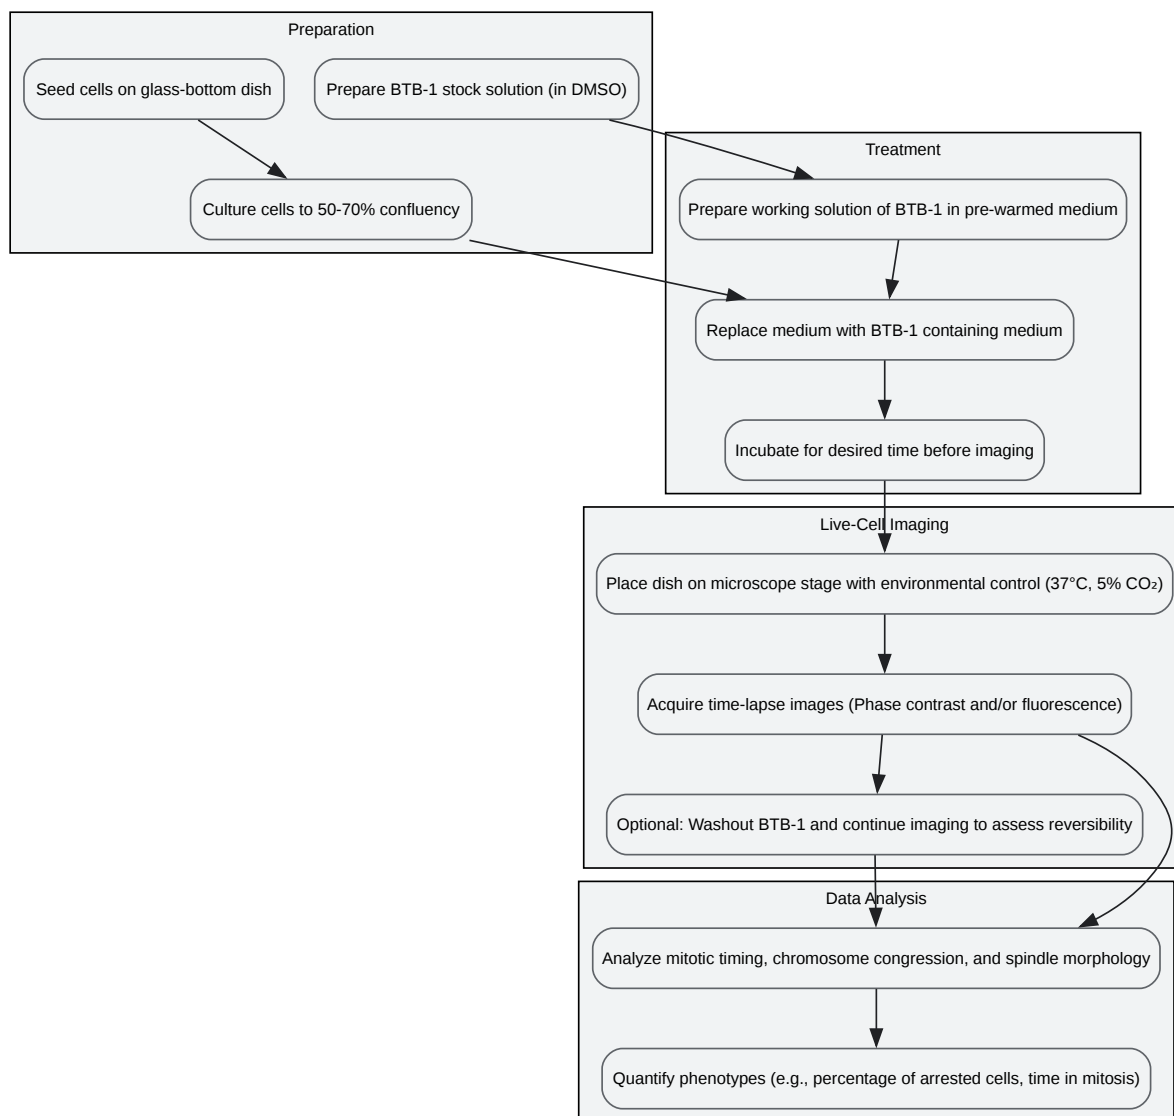 Preparation
Seed cells on glass-bottom dish
Prepare BTB-1 stock solution (in DMSO)
Culture cells to 50-70% confluency
Treatment
Prepare working solution of BTB-1 in pre-warmed medium
Replace medium with BTB-1 containing medium
Incubate for desired time before imaging
Live-Cell Imaging
Place dish on microscope stage with environmental control (37°C, 5% CO₂)
Acquire time-lapse images (Phase contrast and/or fluorescence)
Optional: Washout BTB-1 and continue imaging to assess reversibility
Data Analysis
Analyze mitotic timing, chromosome congression, and spindle morphology
Quantify phenotypes (e.g., percentage of arrested cells, time in mitosis)